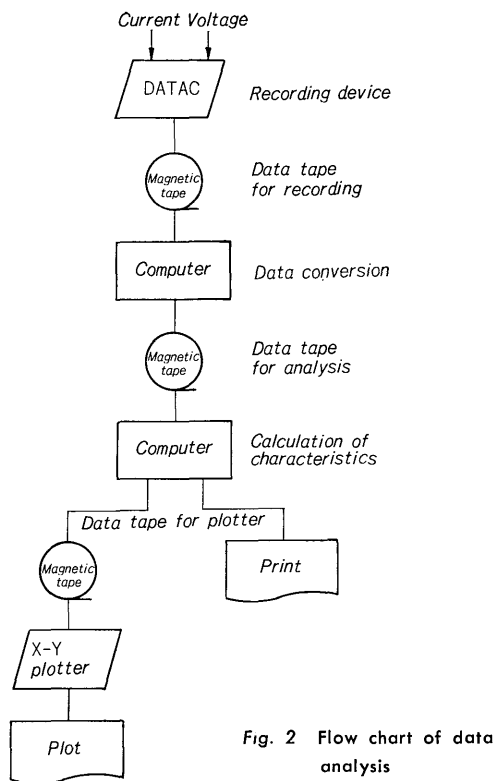 Current Voltage
DATAC
Recording device
Magnetic
tape
Data tape
for recording
Computer
Data conversion
Magnetic
tape
Data tape
for analysis
Computer
Calculation of
characteristics
Data tape for plotter
Magnetic
tape
Print
X-Y
plotter
Plot
Fig. 2 Flow chart of data
analysis